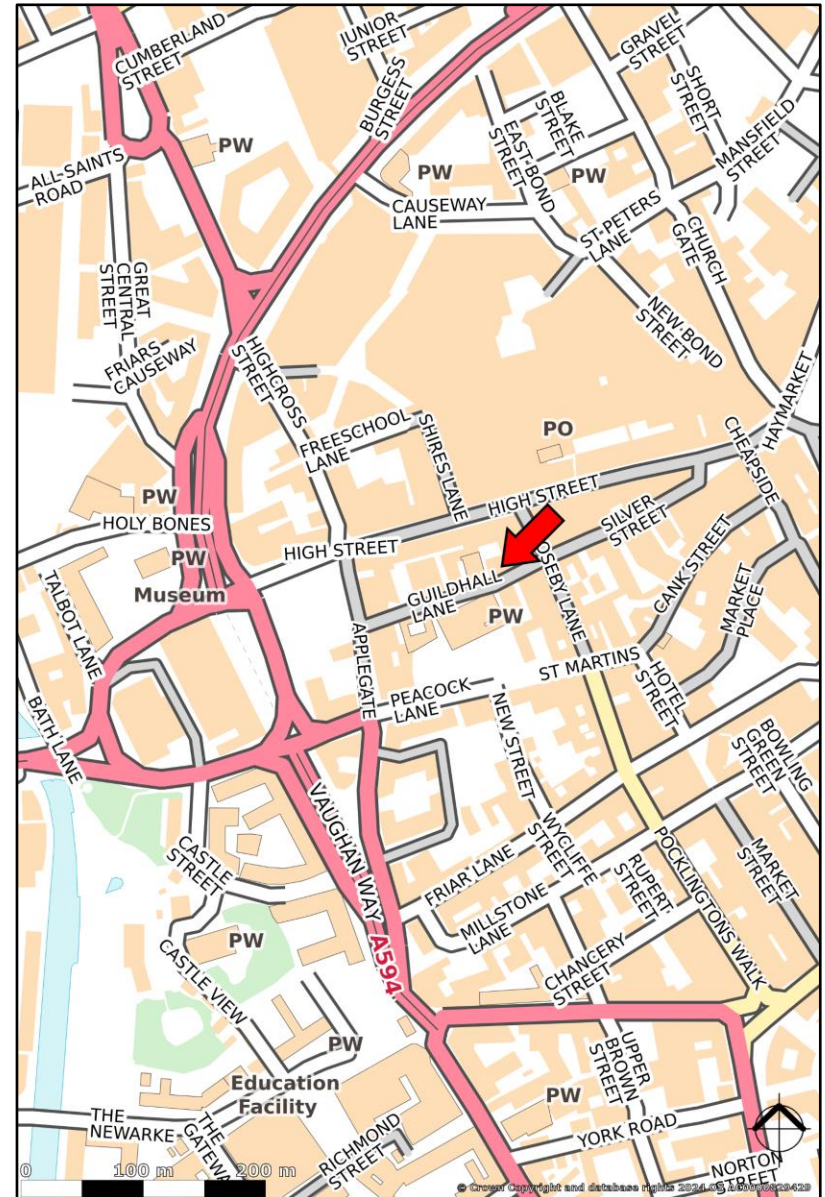 CUMBERLAND
STREET
JUNIOR
STREET
BURGESS
STREET
GRAVEL
STREET
SHORT
STREET
BLAKE
STREET
EAST-BOND
STREET
MANSFIELD
STREET
PW
PW
PW
ALL-SAINTS
ROAD
CAUSEWAY
LANE
ST-PETERS
LANE
CHURCH
GATE
GREAT
CENTRAL
STREET
NEW-BOND
STREET
FRIARS
CAUSEWAY
HIGHCROSS
STREET
HAYMARKET
CHEAPSIDE
FREESCHOOL
LANE
SHIRES LANE
PO
PW
HIGH STREET
HOLY BONES
HIGH STREET
SILVER
STREET
CANK STREET
PW
Museum
OSEBY LANE
GUILDHALL
LANE
PW
MARKET
PLACE
TALBOT LANE
APPLEGATE
ST MARTINS
HOTEL
STREET
BATH LANE
PEACOCK
LANE
NEW STREET
BOWLING
GREEN
STREET
VAUGHAN WAY
A594
WYCLIFFE
STREET
FRIAR LANE
POCKLINGTONS WALK
MARKET
STREET
CASTLE
STREET
MILLSTONE
LANE
RUPERT
STREET
CHANCERY
STREET
PW
CASTLE VIEW
PW
UPPER
BROWN
STREET
Education
Facility
PW
THE
NEWARKE
THE
GATEWA
YORK ROAD
RICHMOND
STREET
NORTON
STREET
0 100 m 200 m